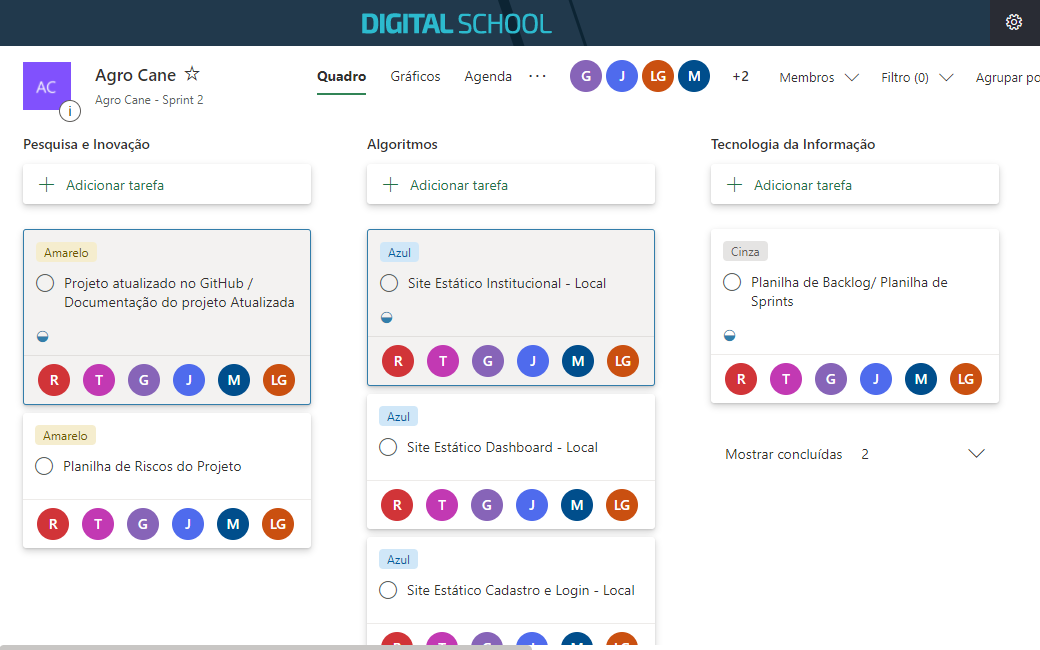 DIGITAL SCHOOL
AC
i
Agro Cane
Agro Cane - Sprint 2
Quadro
Gráficos
Agenda
···
G J LG M
+2
Membros
Filtro (0)
Agrupar po
Pesquisa e Inovação
Adicionar tarefa
Amarelo
Projeto atualizado no GitHub /
Documentação do projeto Atualizada
R T G J M LG
Amarelo
Planilha de Riscos do Projeto
R T G J M LG
Algoritmos
Adicionar tarefa
Azul
Site Estático Institucional - Local
R T G J M LG
Azul
Site Estático Dashboard - Local
R T G J M LG
Azul
Site Estático Cadastro e Login - Local
R T G J M LG
Tecnologia da Informação
Adicionar tarefa
Cinza
Planilha de Backlog/ Planilha de
Sprints
R T G J M LG
Mostrar concluídas 2